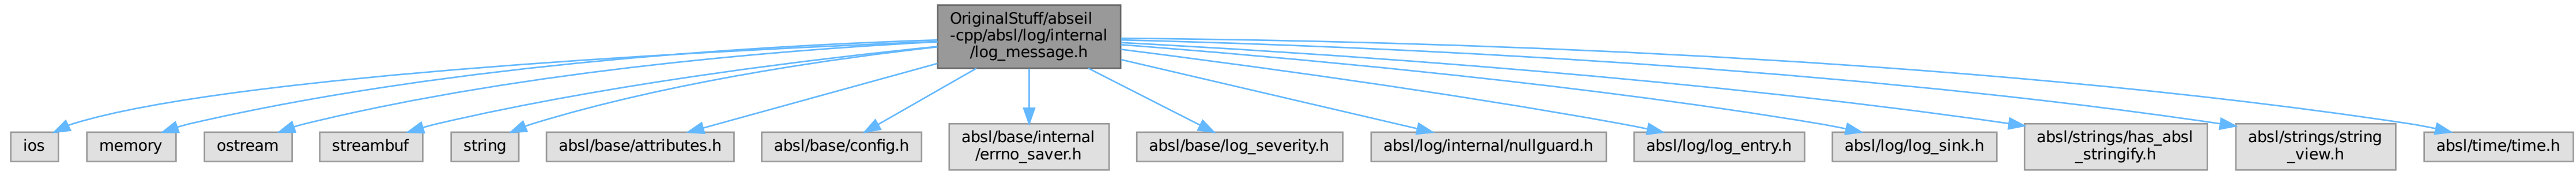 OriginalStuff/abseil
-cpp/absl/log/internal
/log_message.h
ios
memory
ostream
streambuf
string
absl/base/attributes.h
absl/base/config.h
absl/base/internal
/errno_saver.h
absl/base/log_severity.h
absl/log/internal/nullguard.h
absl/log/log_entry.h
absl/log/log_sink.h
absl/strings/has_absl
_stringify.h
absl/strings/string
_view.h
absl/time/time.h